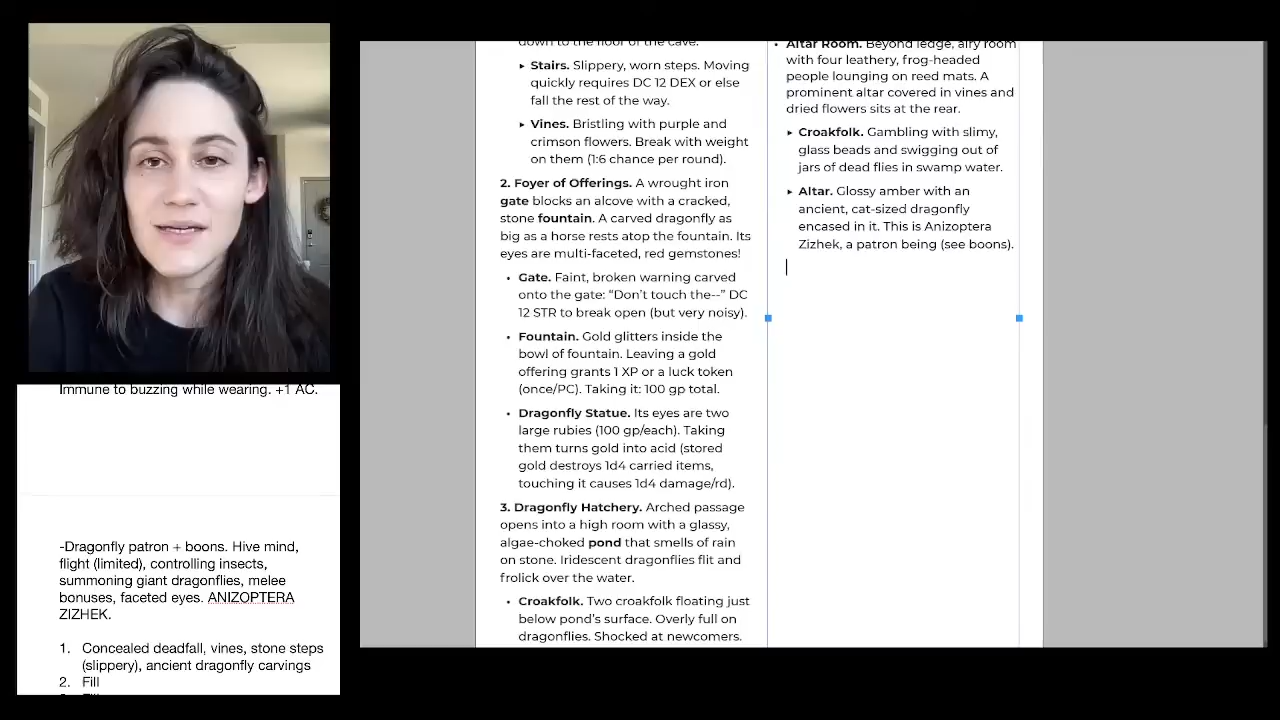 Immune to buzzing while wearing. +1 AC.
-Dragonfly patron + boons. Hive mind,
flight (limited), controlling insects,
summoning giant dragonflies, melee
bonuses, faceted eyes. ANIZOPTERA
ZIZHEK.
1. Concealed deadfall, vines, stone steps
(slippery), ancient dragonfly carvings
2. Fill
down to the floor of the cave.
▸ Stairs. Slippery, worn steps. Moving
quickly requires DC 12 DEX or else
fall the rest of the way.
▸ Vines. Bristling with purple and
crimson flowers. Break with weight
on them (1:6 chance per round).
2. Foyer of Offerings. A wrought iron
gate blocks an alcove with a cracked,
stone fountain. A carved dragonfly as
big as a horse rests atop the fountain. Its
eyes are multi-faceted, red gemstones!
• Gate. Faint, broken warning carved
onto the gate: “Don’t touch the--” DC
12 STR to break open (but very noisy).
• Fountain. Gold glitters inside the
bowl of fountain. Leaving a gold
offering grants 1 XP or a luck token
(once/PC). Taking it: 100 gp total.
• Dragonfly Statue. Its eyes are two
large rubies (100 gp/each). Taking
them turns gold into acid (stored
gold destroys 1d4 carried items,
touching it causes 1d4 damage/rd).
3. Dragonfly Hatchery. Arched passage
opens into a high room with a glassy,
algae-choked pond that smells of rain
on stone. Iridescent dragonflies flit and
frolick over the water.
• Croakfolk. Two croakfolk floating just
below pond’s surface. Overly full on
dragonflies. Shocked at newcomers.
• Altar Room. Beyond ledge, airy room
with four leathery, frog-headed
people lounging on reed mats. A
prominent altar covered in vines and
dried flowers sits at the rear.
▸ Croakfolk. Gambling with slimy,
glass beads and swigging out of
jars of dead flies in swamp water.
▸ Altar. Glossy amber with an
ancient, cat-sized dragonfly
encased in it. This is Anizoptera
Zizhek, a patron being (see boons).